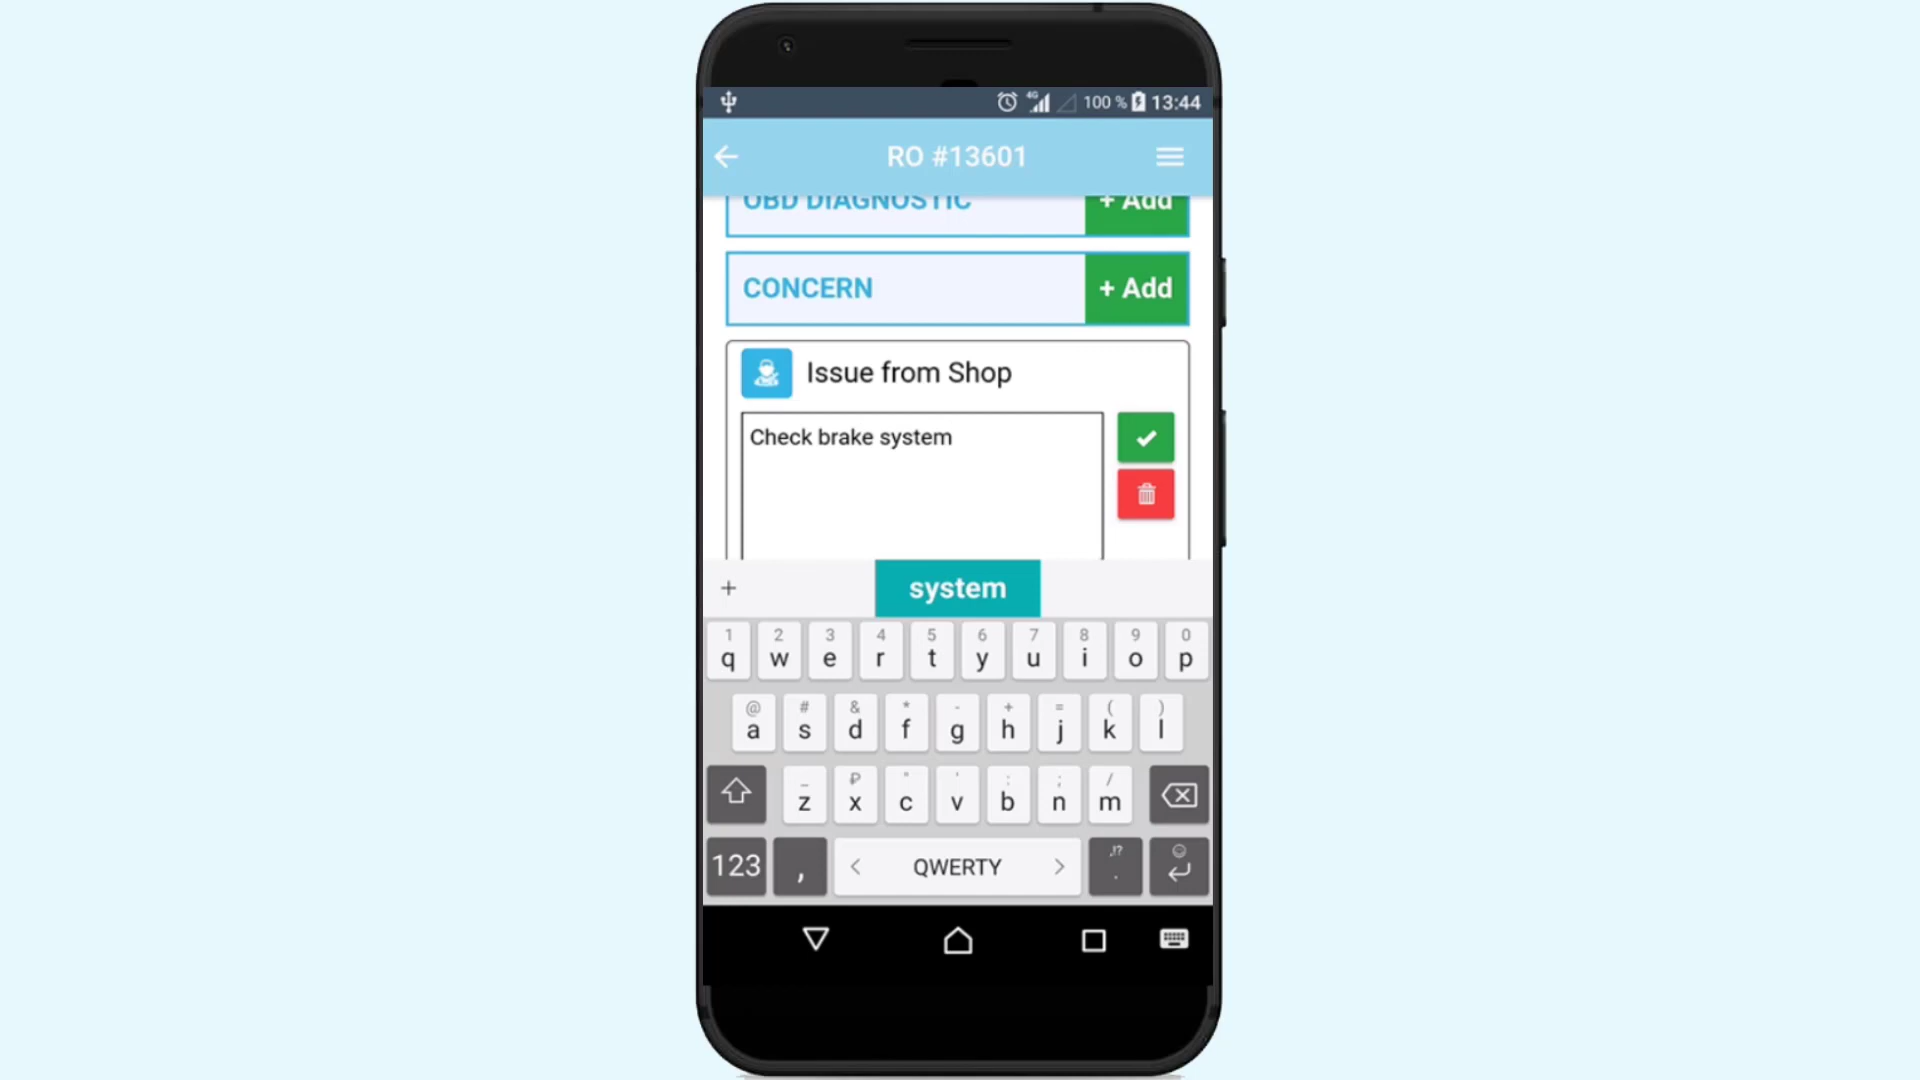 4G 100 % 13:44
RO #13601
OBD DIAGNOSTIC + Add
CONCERN + Add
Issue from Shop
Check brake system
+ system
1 2 3 4 5 6 7 8 9 0
q w e r t y u i o p
@ # & * - + = ( )
a s d f g h j k l
_ ₽ " ' : ; /
z x c v b n m
123 , < QWERTY > ,!? .